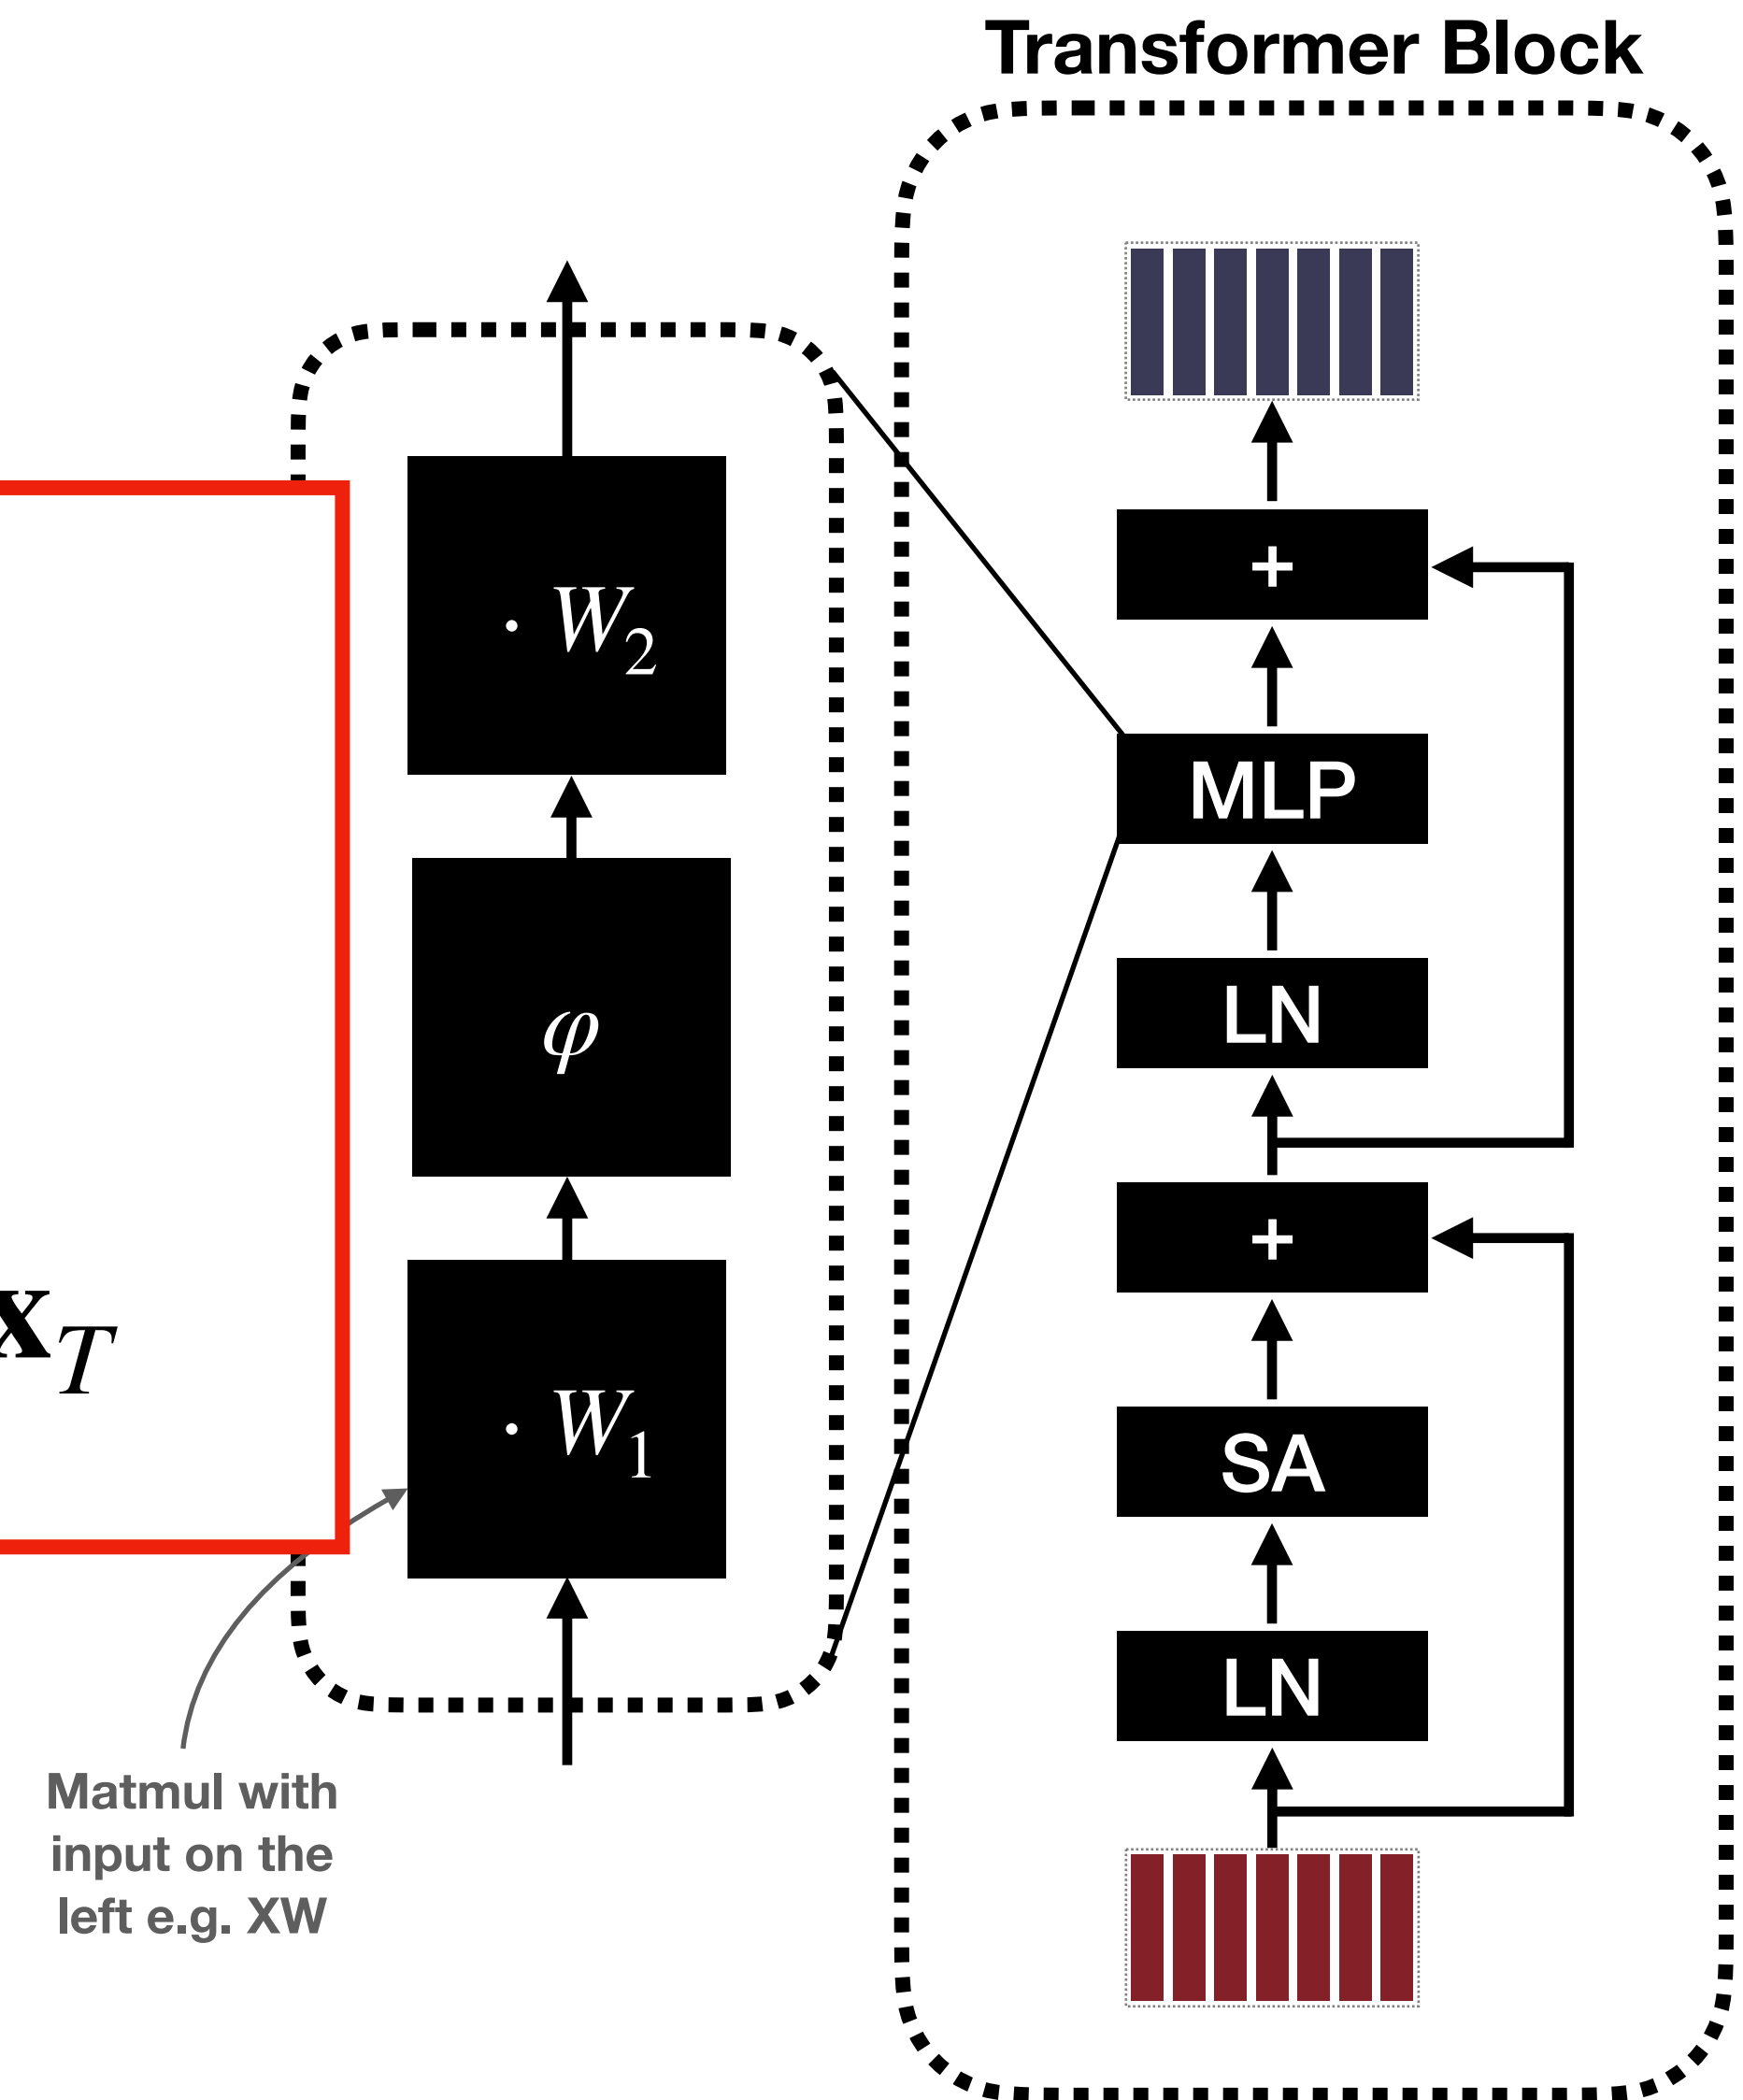 Transformer Block
+
MLP
LN
+
SA
LN
· W₂
φ
· W₁
x_T
Matmul with
input on the
left e.g. XW